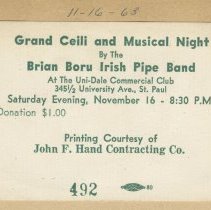 11-16-63
Grand Ceili and Musical Night
By The
Brian Boru Irish Pipe Band
At The Uni-Dale Commercial Club
345½ University Ave., St. Paul
Saturday Evening, November 16 - 8:30 P.M.
Donation $1.00
Printing Courtesy of
John F. Hand Contracting Co.
492